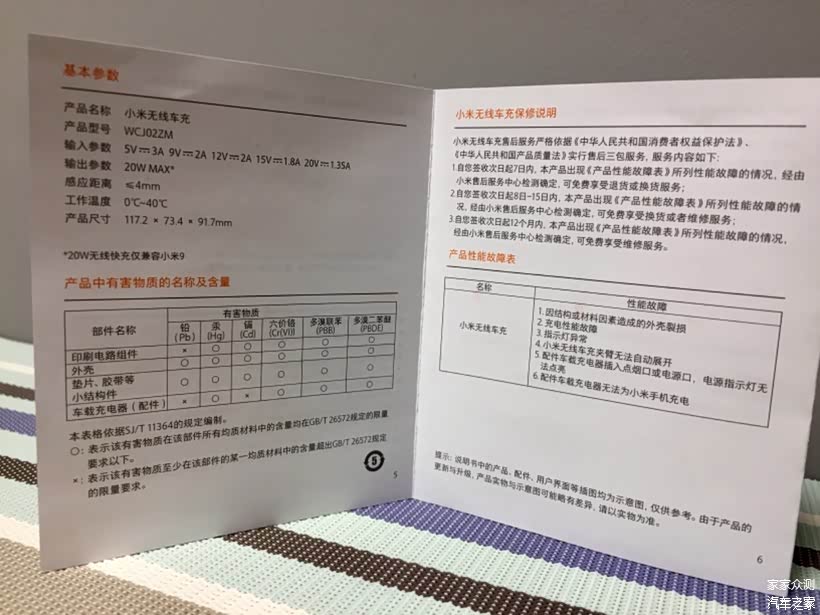 基本参数
产品名称 小米无线车充
产品型号 WCJ02ZM
输入参数 5V⎓3A 9V⎓2A 12V⎓2A 15V⎓1.8A 20V⎓1.35A
输出参数 20W MAX*
感应距离 ≤4mm
工作温度 0℃~40℃
产品尺寸 117.2 × 73.4 × 91.7mm
*20W无线快充仅兼容小米9
产品中有害物质的名称及含量
部件名称 有害物质
铅(Pb) 汞(Hg) 镉(Cd) 六价铬(Cr(VI)) 多溴联苯(PBB) 多溴二苯醚(PBDE)
印刷电路组件 × ○ ○ ○ ○ ○
外壳 ○ ○ ○ ○ ○ ○
垫片、胶带等
小结构件 ○ ○ ○ ○ ○ ○
车载充电器(配件) × ○ × ○ ○ ○
本表格依据SJ/T 11364的规定编制。
○: 表示该有害物质在该部件所有均质材料中的含量均在GB/T 26572规定的限量
要求以下。
×: 表示该有害物质至少在该部件的某一均质材料中的含量超出GB/T 26572规定
的限量要求。
5
5
小米无线车充保修说明
小米无线车充售后服务严格依据《中华人民共和国消费者权益保护法》、
《中华人民共和国产品质量法》实行售后三包服务, 服务内容如下:
1.自您签收次日起7日内, 本产品出现《产品性能故障表》所列性能故障的情况, 经由
小米售后服务中心检测确定, 可免费享受退货或换货服务;
2.自您签收次日起8日-15日内, 本产品出现《产品性能故障表》所列性能故障的情
况, 经由小米售后服务中心检测确定, 可免费享受换货或者维修服务;
3.自您签收次日起12个月内, 本产品出现《产品性能故障表》所列性能故障的情况,
经由小米售后服务中心检测确定, 可免费享受维修服务。
产品性能故障表
名称 性能故障
小米无线车充
1.因结构或材料因素造成的外壳裂损
2.充电性能故障
3.指示灯异常
4.小米无线车充夹臂无法自动展开
5.配件车载充电器插入点烟口或电源口, 电源指示灯无
法点亮
6.配件车载充电器无法为小米手机充电
提示: 说明书中的产品、配件、用户界面等插图均为示意图, 仅供参考。由于产品的
更新与升级, 产品实物与示意图可能略有差异, 请以实物为准。
6
家家众测
汽车之家